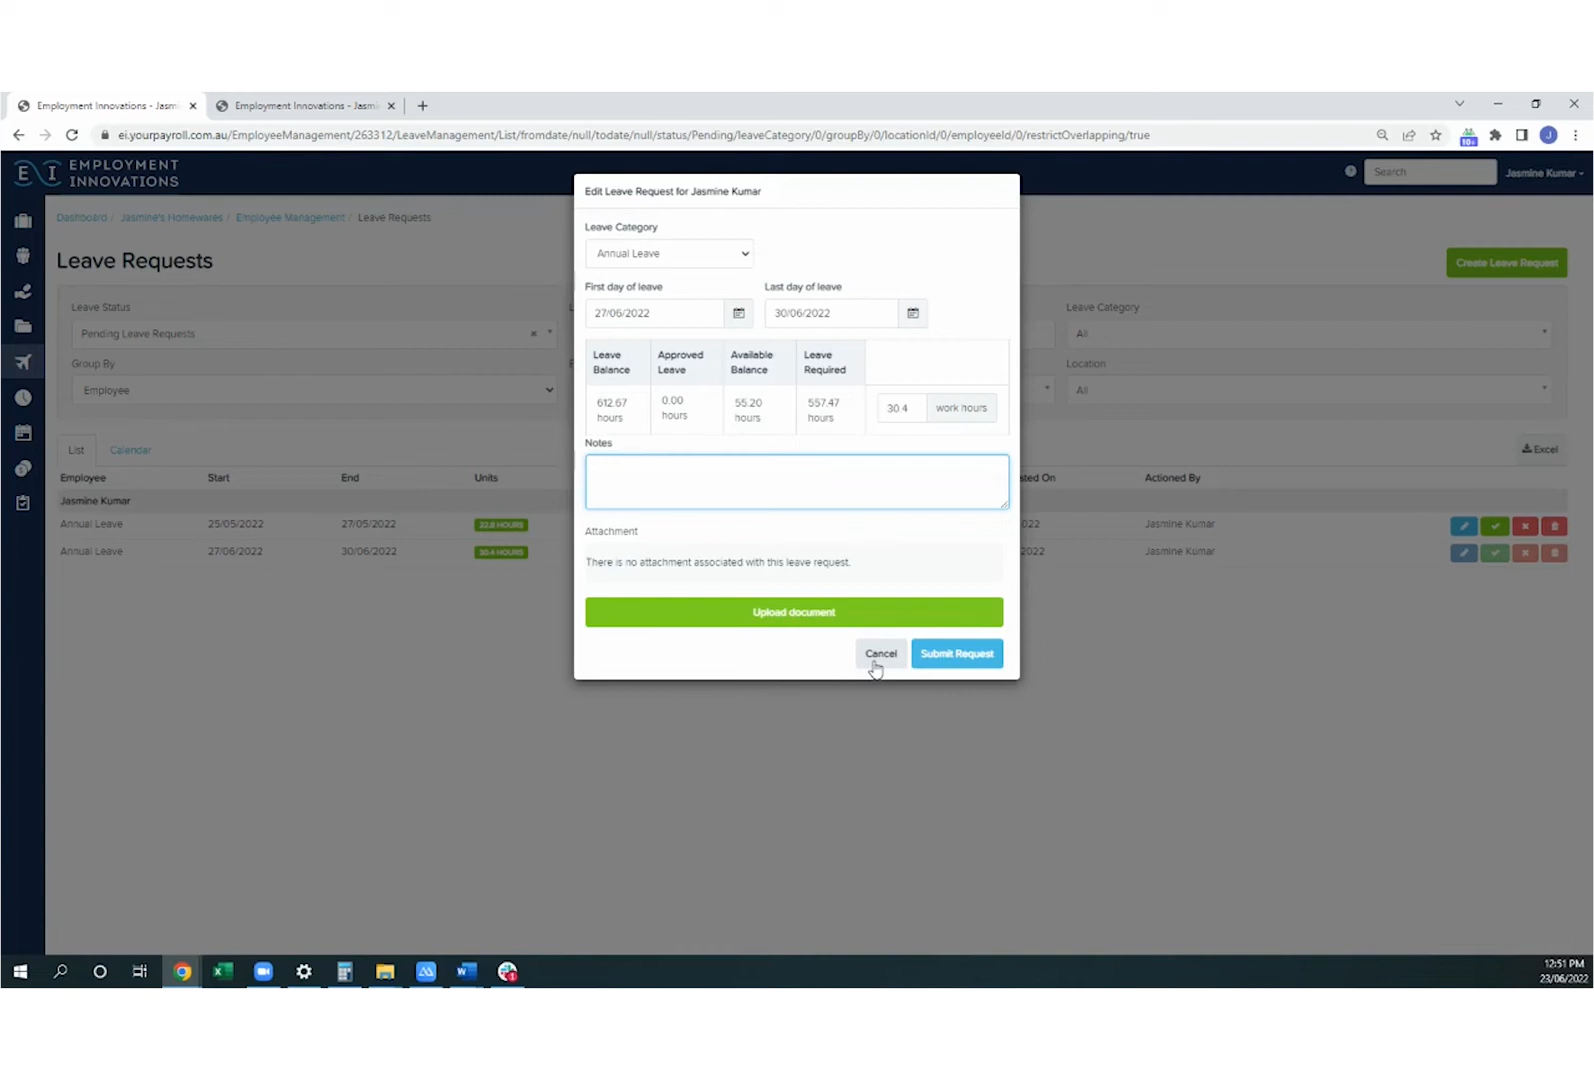 Employment Innovations - Jasmi
Employment Innovations - Jasmi
ei.yourpayroll.com.au/EmployeeManagement/263312/LeaveManagement/List/fromdate/null/todate/null/status/Pending/leaveCategory/0/groupBy/0/locationId/0/employeeId/0/restrictOverlapping/true
10+
J
EI EMPLOYMENT
INNOVATIONS
Search
Jasmine Kumar
Dashboard / Jasmine's Homewares / Employee Management / Leave Requests
Leave Requests
Create Leave Request
Leave Status
Pending Leave Requests
Group By
Employee
Leave Category
All
Location
All
List
Calendar
Excel
Employee Start End Units sted On Actioned By
Jasmine Kumar
Annual Leave 25/05/2022 27/05/2022 22.8 HOURS 022 Jasmine Kumar
Annual Leave 27/06/2022 30/06/2022 30.4 HOURS 2022 Jasmine Kumar
Edit Leave Request for Jasmine Kumar
Leave Category
Annual Leave
First day of leave Last day of leave
27/06/2022 30/06/2022
Leave Balance Approved Leave Available Balance Leave Required
612.67 hours 0.00 hours 55.20 hours 557.47 hours 30.4 work hours
Notes
Attachment
There is no attachment associated with this leave request.
Upload document
Cancel Submit Request
12:51 PM
23/06/2022